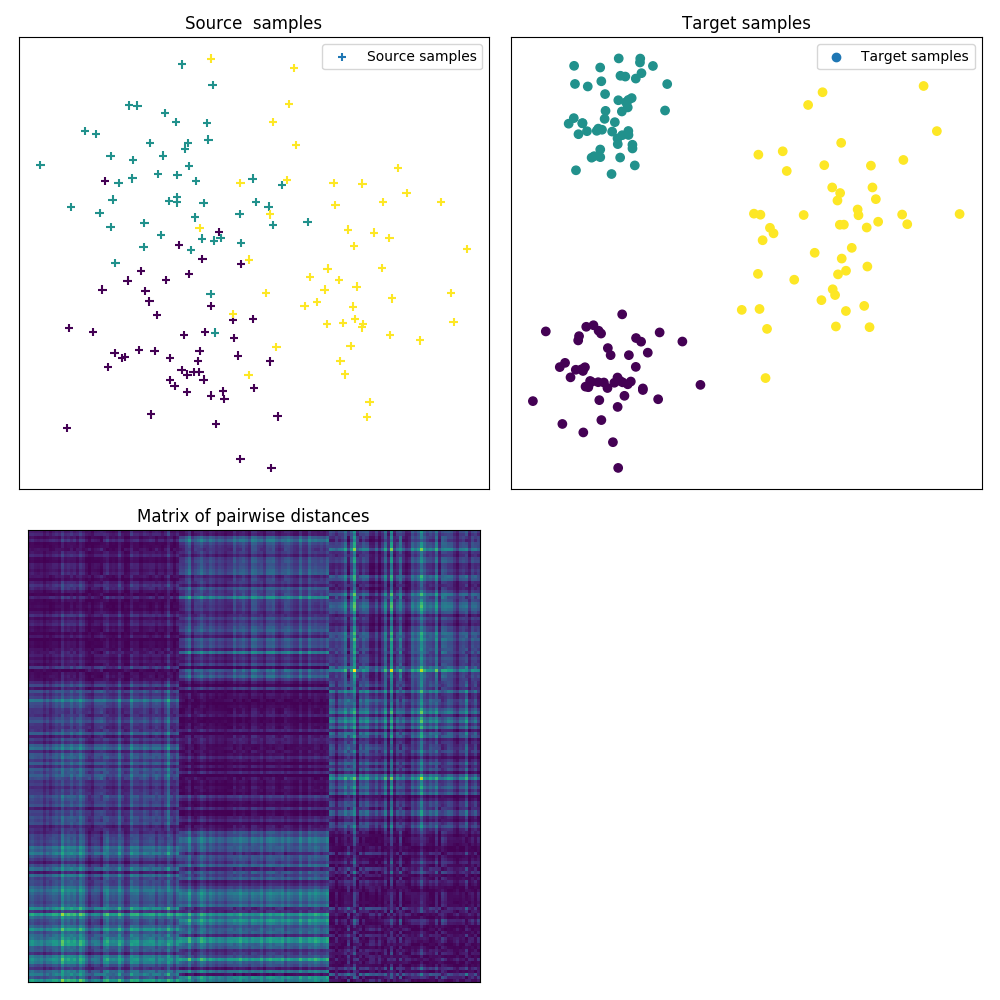 Source  samples
Target samples
Source samples
Target samples
Matrix of pairwise distances